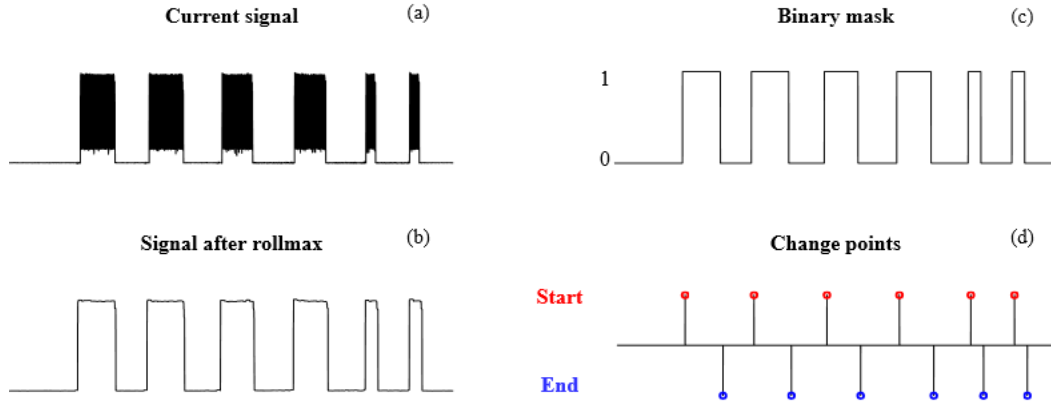 Current signal
(a)
Signal after rollmax
(b)
Binary mask
(c)
1
0
Change points
(d)
Start
End